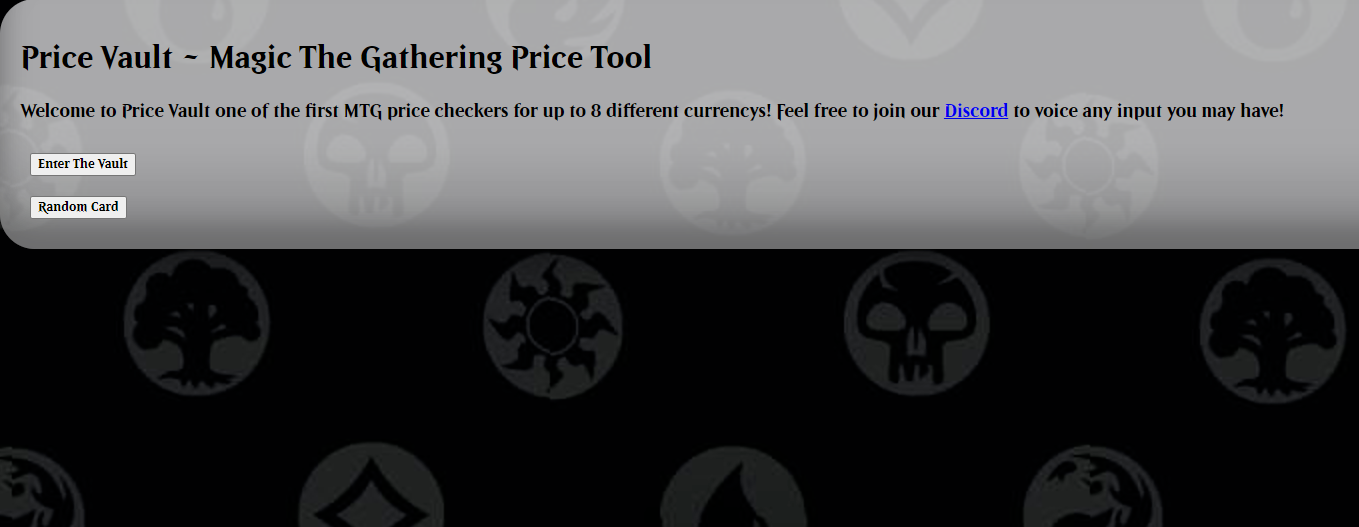 Price Vault ~ Magic The Gathering Price Tool
Welcome to Price Vault one of the first MTG price checkers for up to 8 different currencys! Feel free to join our Discord to voice any input you may have!
Enter The Vault
Random Card